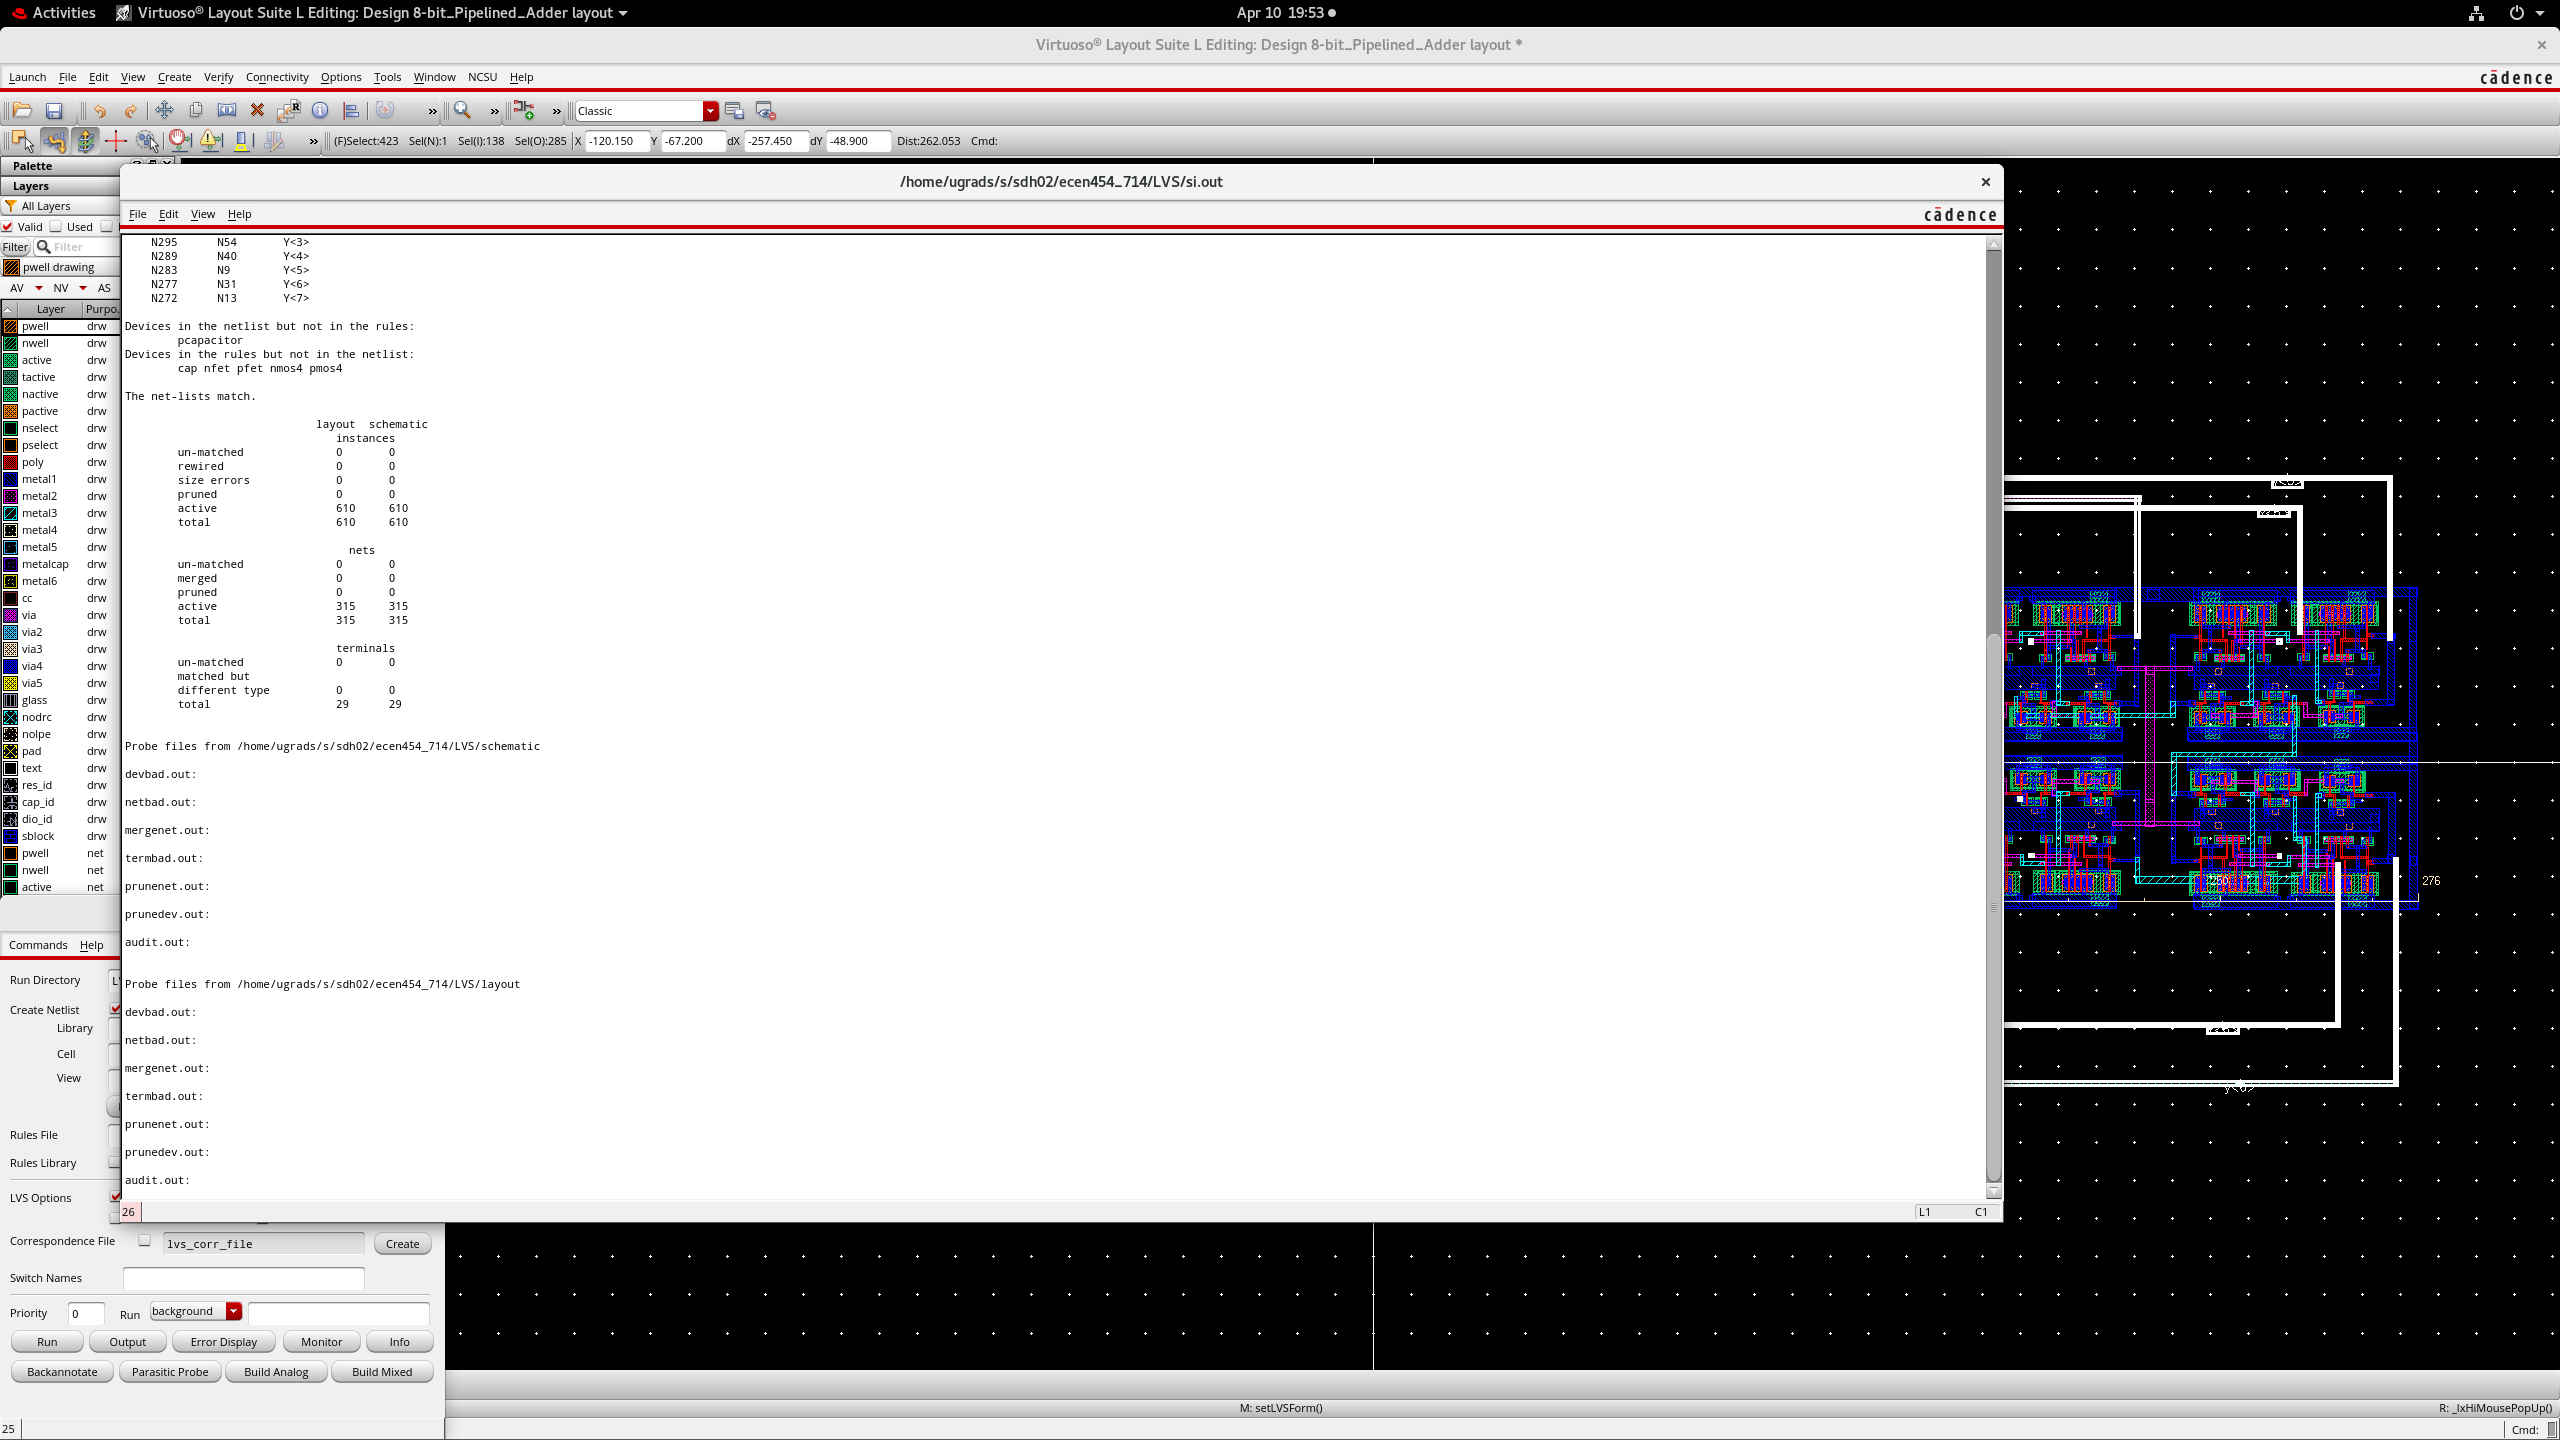 Activities Virtuoso® Layout Suite L Editing: Design 8-bit_Pipelined_Adder layout Apr 10 19:53
Virtuoso® Layout Suite L Editing: Design 8-bit_Pipelined_Adder layout *
Launch File Edit View Create Verify Connectivity Options Tools Window NCSU Help cādence
Classic
(F)Select:423 Sel(N):1 Sel(I):138 Sel(O):285 X -120.150 Y -67.200 dX -257.450 dY -48.900 Dist:262.053 Cmd:
Palette
Layers
All Layers
Valid Used
Filter Filter
pwell drawing
AV NV AS
Layer Purpo.
pwell drw
nwell drw
active drw
tactive drw
nactive drw
pactive drw
nselect drw
pselect drw
poly drw
metal1 drw
metal2 drw
metal3 drw
metal4 drw
metal5 drw
metalcap drw
metal6 drw
cc drw
via drw
via2 drw
via3 drw
via4 drw
via5 drw
glass drw
nodrc drw
nolpe drw
pad drw
text drw
res_id drw
cap_id drw
dio_id drw
sblock drw
pwell net
nwell net
active net
/home/ugrads/s/sdh02/ecen454_714/LVS/si.out
File Edit View Help cādence
N295 N54 Y<3>
N289 N40 Y<4>
N283 N9 Y<5>
N277 N31 Y<6>
N272 N13 Y<7>
Devices in the netlist but not in the rules:
pcapacitor
Devices in the rules but not in the netlist:
cap nfet pfet nmos4 pmos4
The net-lists match.
layout schematic
instances
un-matched 0 0
rewired 0 0
size errors 0 0
pruned 0 0
active 610 610
total 610 610
nets
un-matched 0 0
merged 0 0
pruned 0 0
active 315 315
total 315 315
terminals
un-matched 0 0
matched but
different type 0 0
total 29 29
Probe files from /home/ugrads/s/sdh02/ecen454_714/LVS/schematic
devbad.out:
netbad.out:
mergenet.out:
termbad.out:
prunenet.out:
prunedev.out:
audit.out:
Probe files from /home/ugrads/s/sdh02/ecen454_714/LVS/layout
devbad.out:
netbad.out:
mergenet.out:
termbad.out:
prunenet.out:
prunedev.out:
audit.out:
26 L1 C1
250 276
Commands Help
Run Directory
Create Netlist
Library
Cell
View
Rules File
Rules Library
LVS Options
Correspondence File lvs_corr_file Create
Switch Names
Priority 0 Run background
Run Output Error Display Monitor Info
Backannotate Parasitic Probe Build Analog Build Mixed
M: setLVSForm() R: _lxHiMousePopUp()
25 Cmd: